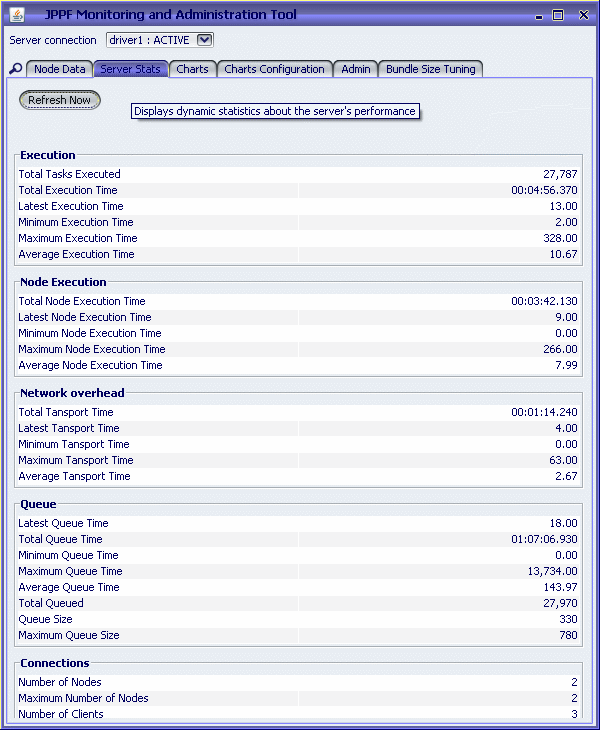 JPPF Monitoring and Administration Tool
Server connection driver1 : ACTIVE
Node Data Server Stats Charts Charts Configuration Admin Bundle Size Tuning
Refresh Now
Displays dynamic statistics about the server's performance
Execution
Total Tasks Executed 27,787
Total Execution Time 00:04:56.370
Latest Execution Time 13.00
Minimum Execution Time 2.00
Maximum Execution Time 328.00
Average Execution Time 10.67
Node Execution
Total Node Execution Time 00:03:42.130
Latest Node Execution Time 9.00
Minimum Node Execution Time 0.00
Maximum Node Execution Time 266.00
Average Node Execution Time 7.99
Network overhead
Total Tansport Time 00:01:14.240
Latest Tansport Time 4.00
Minimum Tansport Time 0.00
Maximum Tansport Time 63.00
Average Tansport Time 2.67
Queue
Latest Queue Time 18.00
Total Queue Time 01:07:06.930
Minimum Queue Time 0.00
Maximum Queue Time 13,734.00
Average Queue Time 143.97
Total Queued 27,970
Queue Size 330
Maximum Queue Size 780
Connections
Number of Nodes 2
Maximum Number of Nodes 2
Number of Clients 3